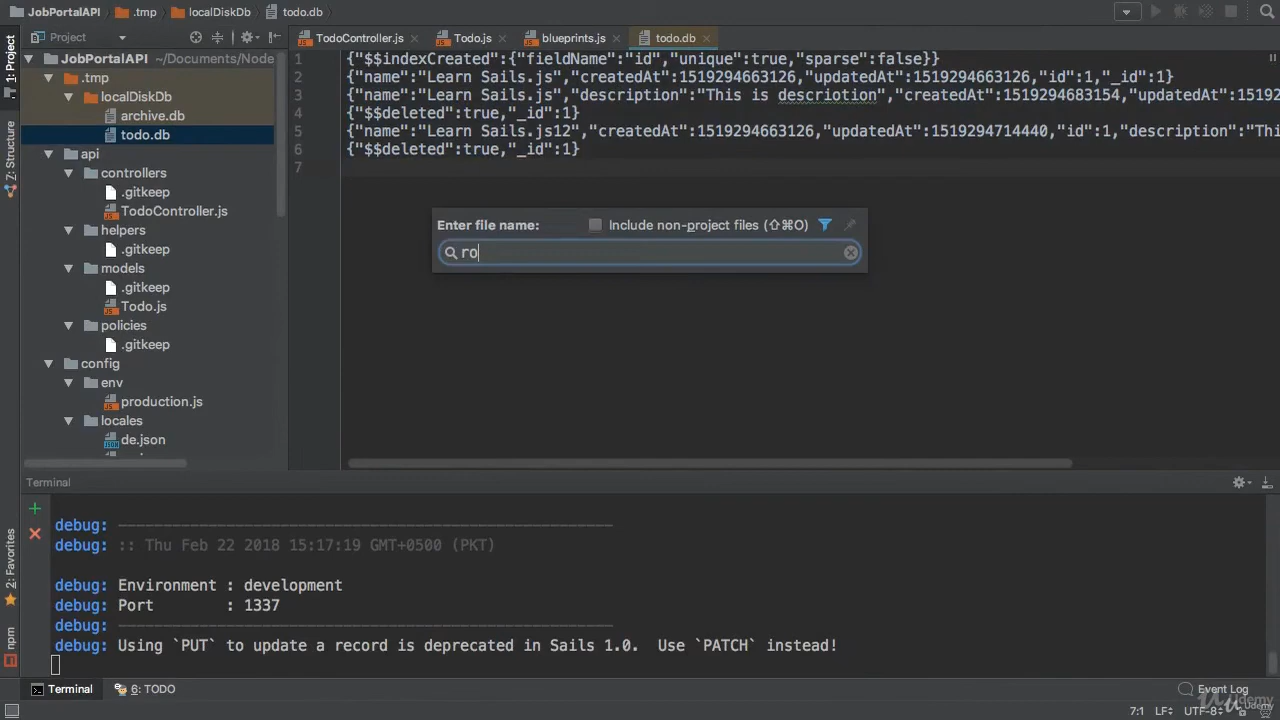 JobPortalAPI .tmp localDiskDb todo.db
1: Project
Project
TodoController.js Todo.js blueprints.js todo.db
JobPortalAPI ~/Documents/Node
.tmp
localDiskDb
archive.db
todo.db
api
controllers
.gitkeep
TodoController.js
helpers
.gitkeep
models
.gitkeep
Todo.js
policies
.gitkeep
config
env
production.js
locales
de.json
Z: Structure
2: Favorites
npm
1 {"$$indexCreated":{"fieldName":"id","unique":true,"sparse":false}}
2 {"name":"Learn Sails.js","createdAt":1519294663126,"updatedAt":1519294663126,"id":1,"_id":1}
3 {"name":"Learn Sails.js","description":"This is descriotion","createdAt":1519294683154,"updatedAt":1519
4 {"$$deleted":true,"_id":1}
5 {"name":"Learn Sails.js12","createdAt":1519294663126,"updatedAt":1519294714440,"id":1,"description":"Thi
6 {"$$deleted":true,"_id":1}
7
Enter file name: Include non-project files (⇧⌘O)
ro
Terminal
debug: -------------------------------------------------------
debug: :: Thu Feb 22 2018 15:17:19 GMT+0500 (PKT)
debug: Environment : development
debug: Port : 1337
debug: -------------------------------------------------------
debug: Using `PUT` to update a record is deprecated in Sails 1.0. Use `PATCH` instead!
Terminal 6: TODO Event Log
7:1 LF÷ UTF-8÷
Udemy